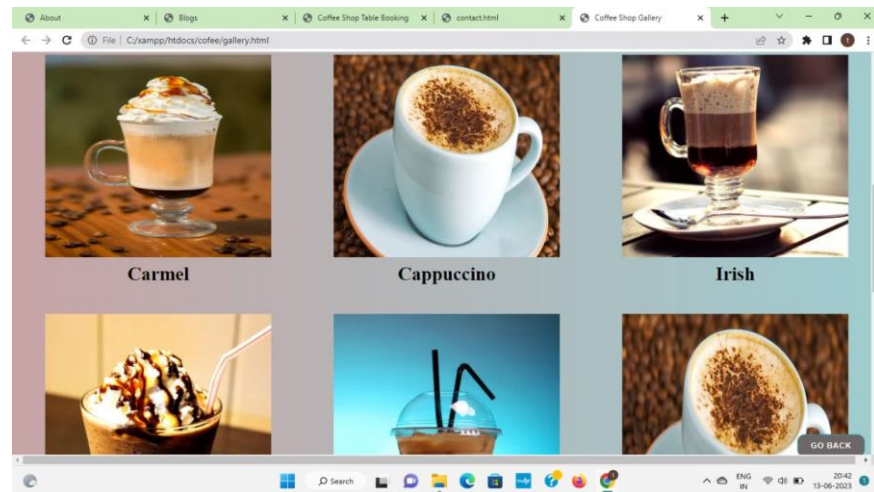 About
Blogs
Coffee Shop Table Booking
contact.html
Coffee Shop Gallery
File C:/xampp/htdocs/cofee/gallery.html
Carmel
Cappuccino
Irish
GO BACK
Search
ENG
IN
20:42
13-06-2023